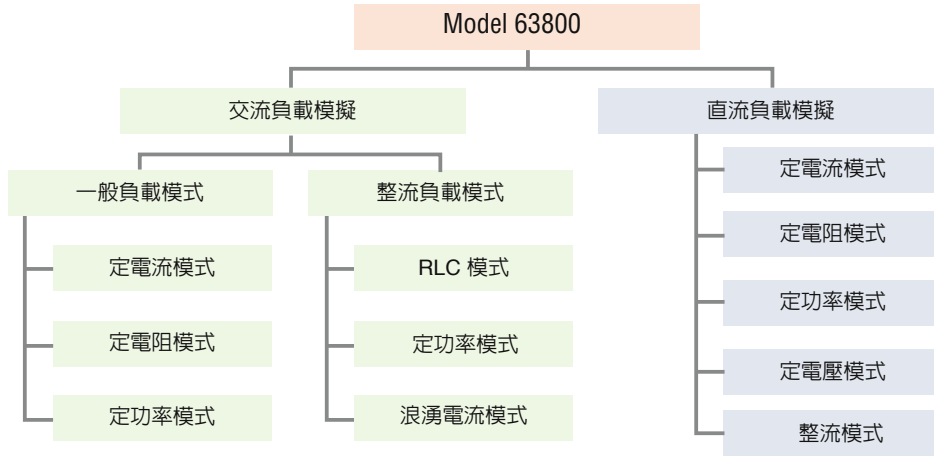 Model 63800
交流負載模擬
直流負載模擬
一般負載模式
整流負載模式
定電流模式
定電阻模式
定功率模式
RLC 模式
定功率模式
浪湧電流模式
定電流模式
定電阻模式
定功率模式
定電壓模式
整流模式